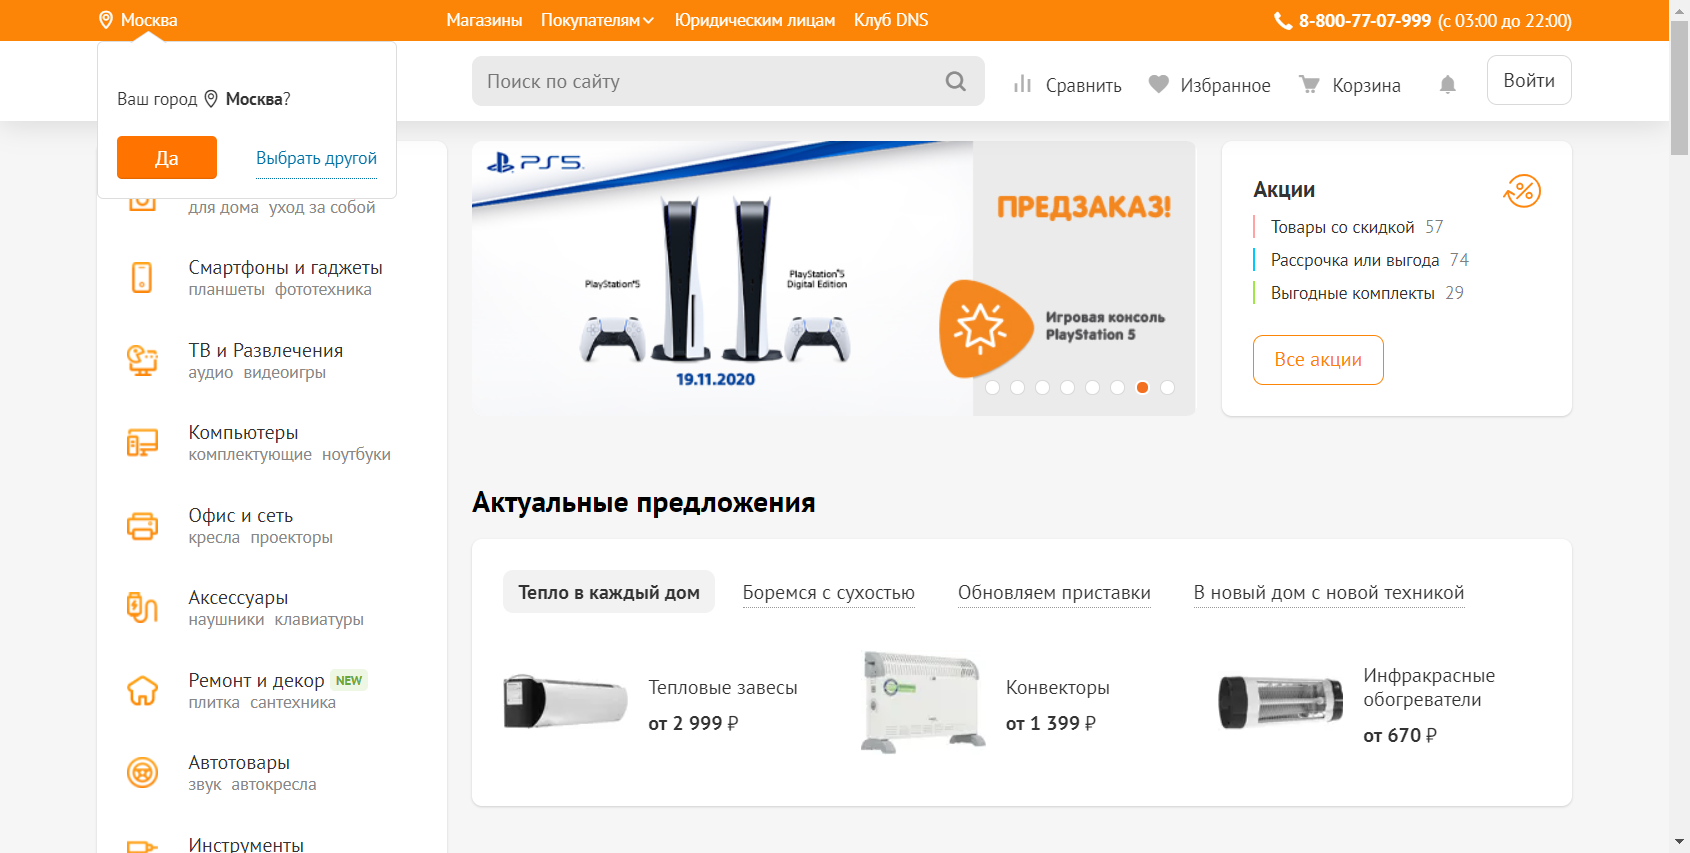 Москва
Магазины Покупателям Юридическим лицам Клуб DNS
8-800-77-07-999 (с 03:00 до 22:00)
Ваш город Москва?
Да Выбрать другой
Поиск по сайту
Сравнить Избранное Корзина Войти
для дома уход за собой
Смартфоны и гаджеты
планшеты фототехника
ТВ и Развлечения
аудио видеоигры
Компьютеры
комплектующие ноутбуки
Офис и сеть
кресла проекторы
Аксессуары
наушники клавиатуры
Ремонт и декор NEW
плитка сантехника
Автотовары
звук автокресла
Инструменты
PS5
PlayStation®5
PlayStation®5
Digital Edition
19.11.2020
ПРЕДЗАКАЗ!
Игровая консоль
PlayStation 5
Акции
Товары со скидкой 57
Рассрочка или выгода 74
Выгодные комплекты 29
Все акции
Актуальные предложения
Тепло в каждый дом Боремся с сухостью Обновляем приставки В новый дом с новой техникой
Тепловые завесы
от 2 999 ₽
Конвекторы
от 1 399 ₽
Инфракрасные
обогреватели
от 670 ₽